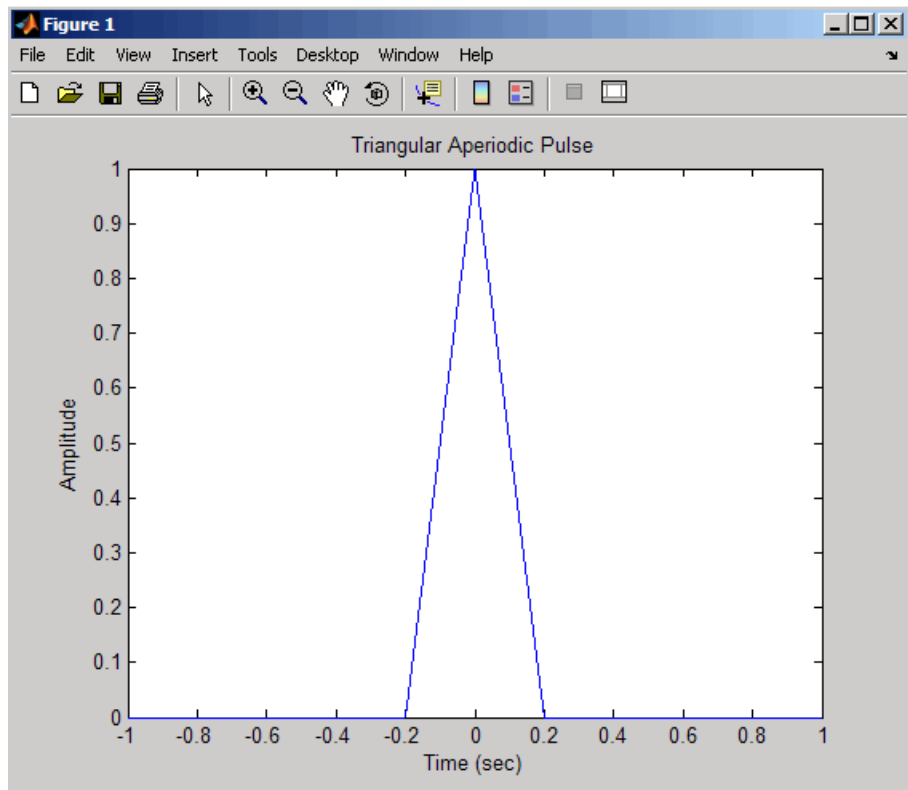 Figure 1
File Edit View Insert Tools Desktop Window Help
Triangular Aperiodic Pulse
1
0.9
0.8
0.7
0.6
0.5
0.4
0.3
0.2
0.1
0
Amplitude
-1 -0.8 -0.6 -0.4 -0.2 0 0.2 0.4 0.6 0.8 1
Time (sec)